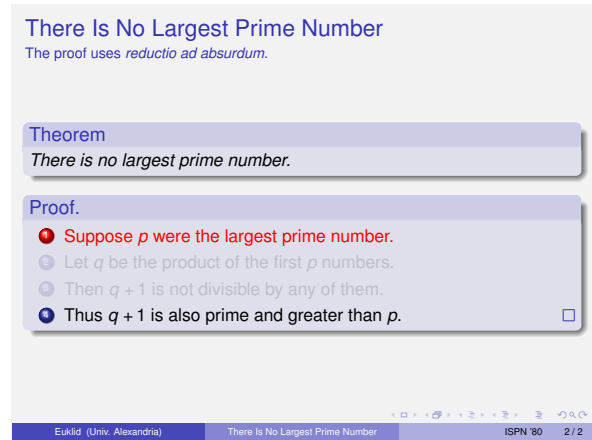 There Is No Largest Prime Number
The proof uses reductio ad absurdum.
Theorem
There is no largest prime number.
Proof.
1 Suppose p were the largest prime number.
2 Let q be the product of the first p numbers.
3 Then q + 1 is not divisible by any of them.
4 Thus q + 1 is also prime and greater than p.
Euklid (Univ. Alexandria) There Is No Largest Prime Number ISPN '80 2 / 2